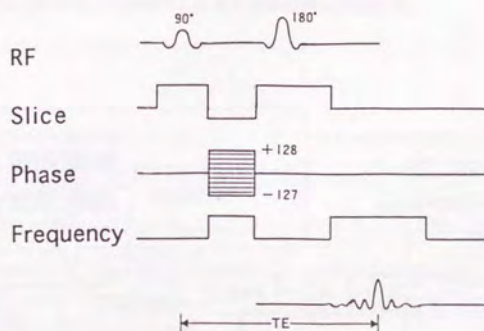 90° 180°
RF
Slice
+128
Phase
-127
Frequency
TE